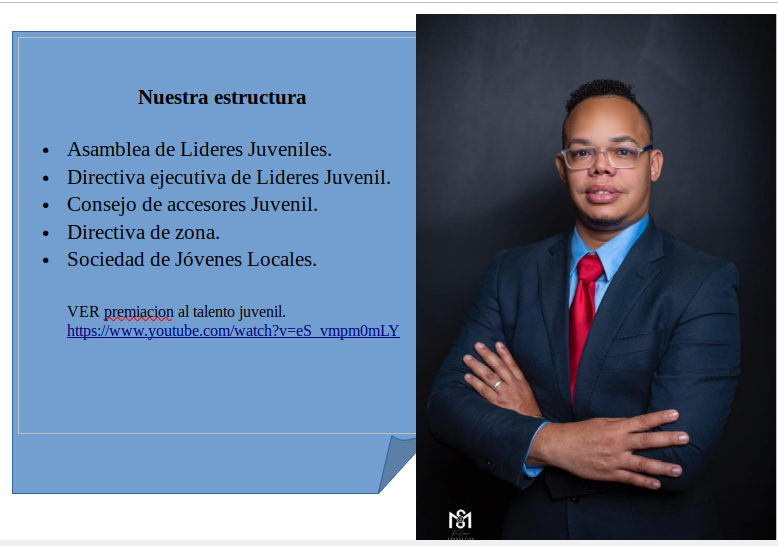 Nuestra estructura
Asamblea de Lideres Juveniles.
Directiva ejecutiva de Lideres Juvenil.
Consejo de accesores Juvenil.
Directiva de zona.
Sociedad de Jóvenes Locales.
VER premiacion al talento juvenil.
https://www.youtube.com/watch?v=eS_vmpm0mLY